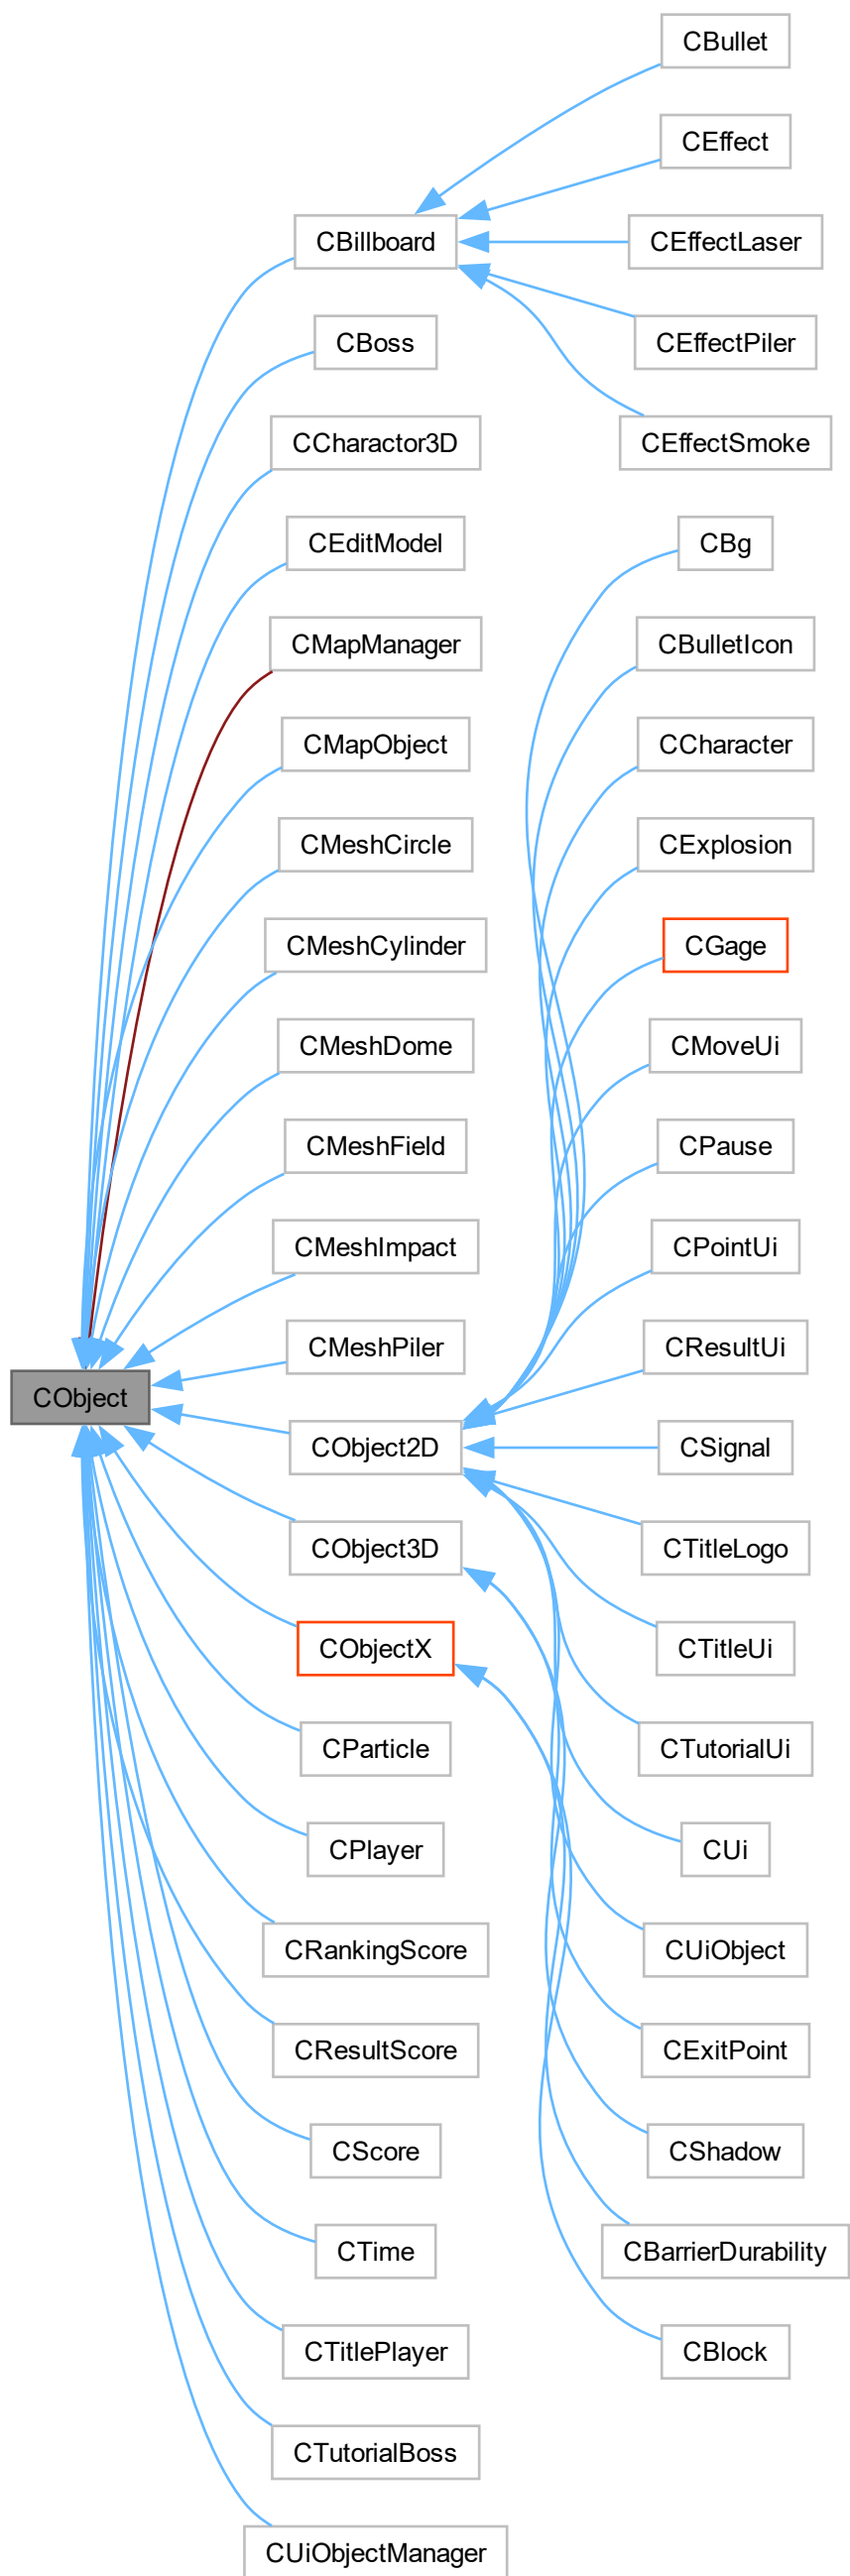 CBullet
CEffect
CBillboard
CEffectLaser
CBoss
CEffectPiler
CCharactor3D
CEffectSmoke
CEditModel
CBg
CMapManager
CBulletIcon
CMapObject
CCharacter
CMeshCircle
CExplosion
CMeshCylinder
CGage
CMeshDome
CMoveUi
CMeshField
CPause
CMeshImpact
CPointUi
CMeshPiler
CResultUi
CObject
CObject2D
CSignal
CObject3D
CTitleLogo
CObjectX
CTitleUi
CParticle
CTutorialUi
CPlayer
CUi
CRankingScore
CUiObject
CResultScore
CExitPoint
CScore
CShadow
CTime
CBarrierDurability
CTitlePlayer
CBlock
CTutorialBoss
CUiObjectManager